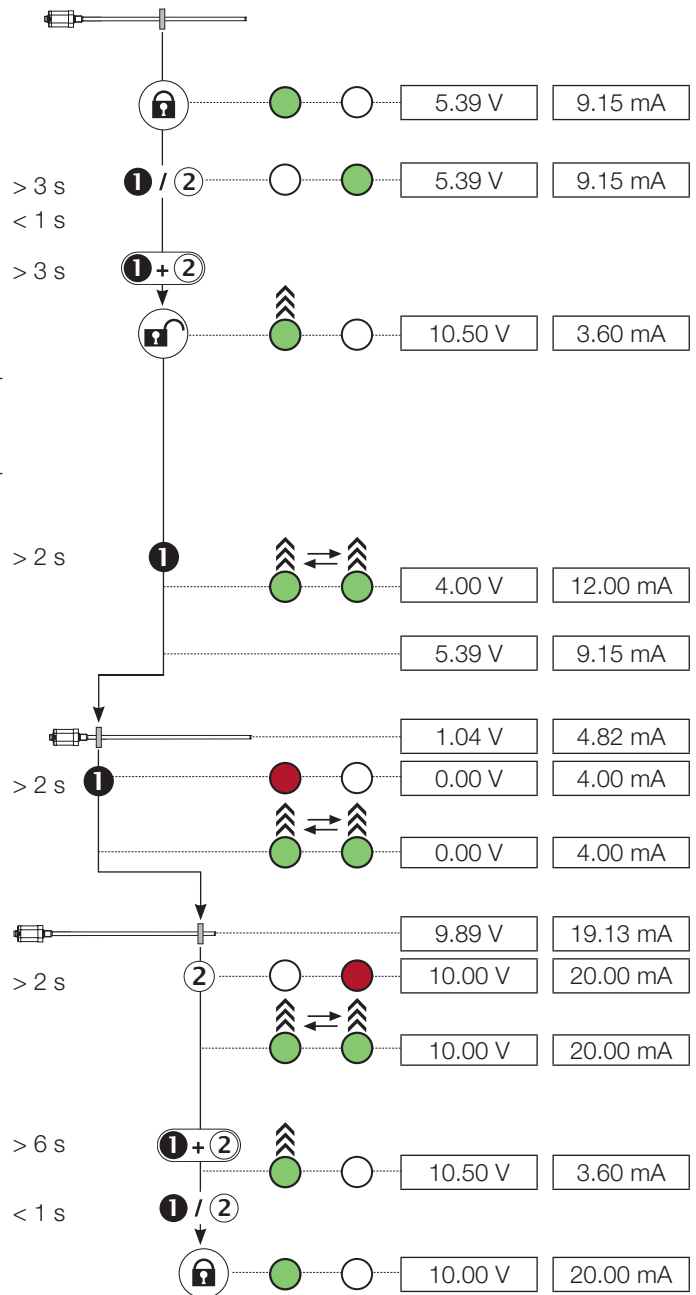 5.39 V 9.15 mA
> 3 s 1 / 2 5.39 V 9.15 mA
< 1 s
> 3 s 1 + 2
10.50 V 3.60 mA
> 2 s 1
4.00 V 12.00 mA
5.39 V 9.15 mA
1.04 V 4.82 mA
> 2 s 1 0.00 V 4.00 mA
0.00 V 4.00 mA
9.89 V 19.13 mA
> 2 s 2 10.00 V 20.00 mA
10.00 V 20.00 mA
> 6 s 1 + 2
10.50 V 3.60 mA
< 1 s 1 / 2
10.00 V 20.00 mA